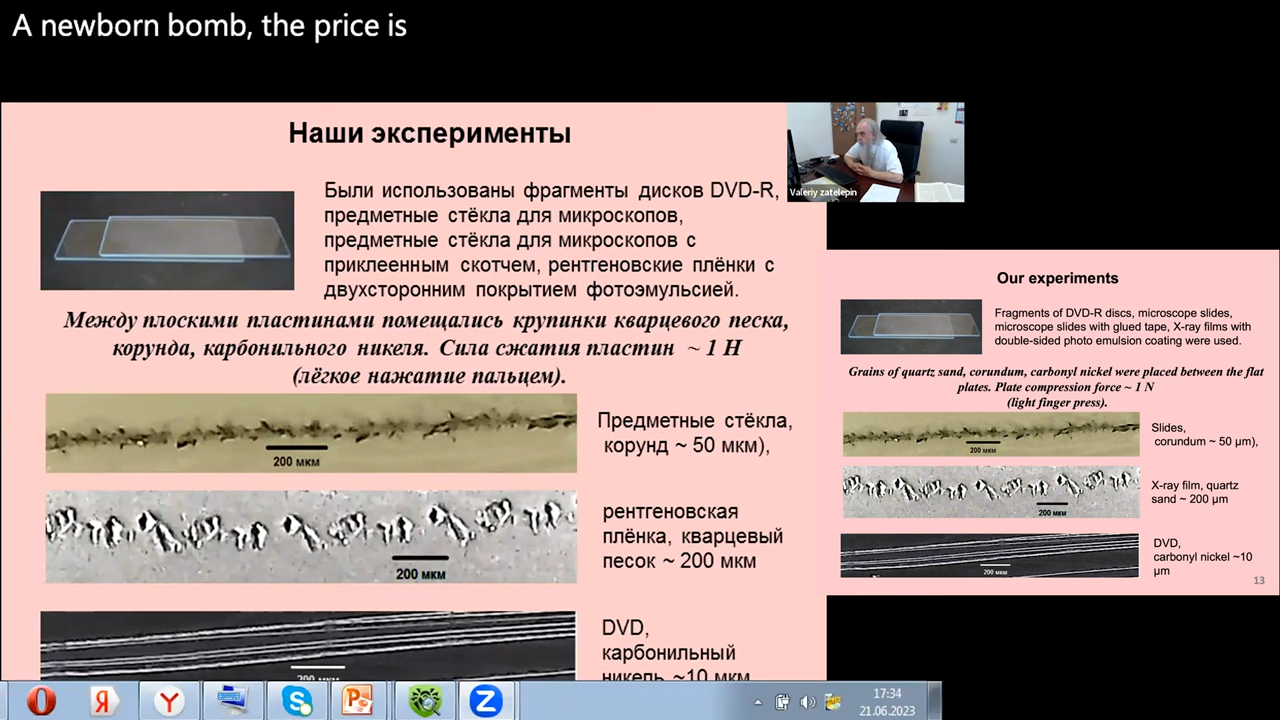 A newborn bomb, the price is
Наши эксперименты
Были использованы фрагменты дисков DVD-R,
предметные стёкла для микроскопов,
предметные стёкла для микроскопов с
приклеенным скотчем, рентгеновские плёнки с
двухсторонним покрытием фотоэмульсией.
Между плоскими пластинами помещались крупинки кварцевого песка,
корунда, карбонильного никеля. Сила сжатия пластин ~ 1 Н
(лёгкое нажатие пальцем).
200 мкм
Предметные стёкла,
корунд ~ 50 мкм),
200 мкм
рентгеновская
плёнка, кварцевый
песок ~ 200 мкм
200 мкм
DVD,
карбонильный
никель ~10 мкм
Valeriy zatelepin
Our experiments
Fragments of DVD-R discs, microscope slides,
microscope slides with glued tape, X-ray films with
double-sided photo emulsion coating were used.
Grains of quartz sand, corundum, carbonyl nickel were placed between the flat
plates. Plate compression force ~ 1 N
(light finger press).
200 мкм
Slides,
corundum ~ 50 µm),
200 мкм
X-ray film, quartz
sand ~ 200 µm
200 мкм
DVD,
carbonyl nickel ~10
µm
13
17:34
21.06.2023